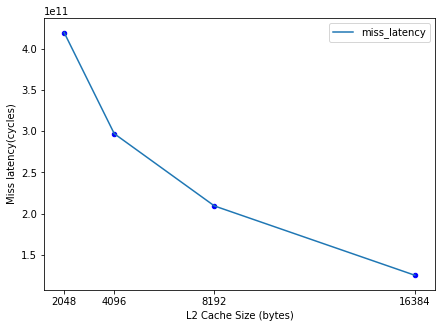 1e11
miss_latency
4.0
3.5
3.0
2.5
2.0
1.5
Miss latency(cycles)
2048
4096
8192
16384
L2 Cache Size (bytes)